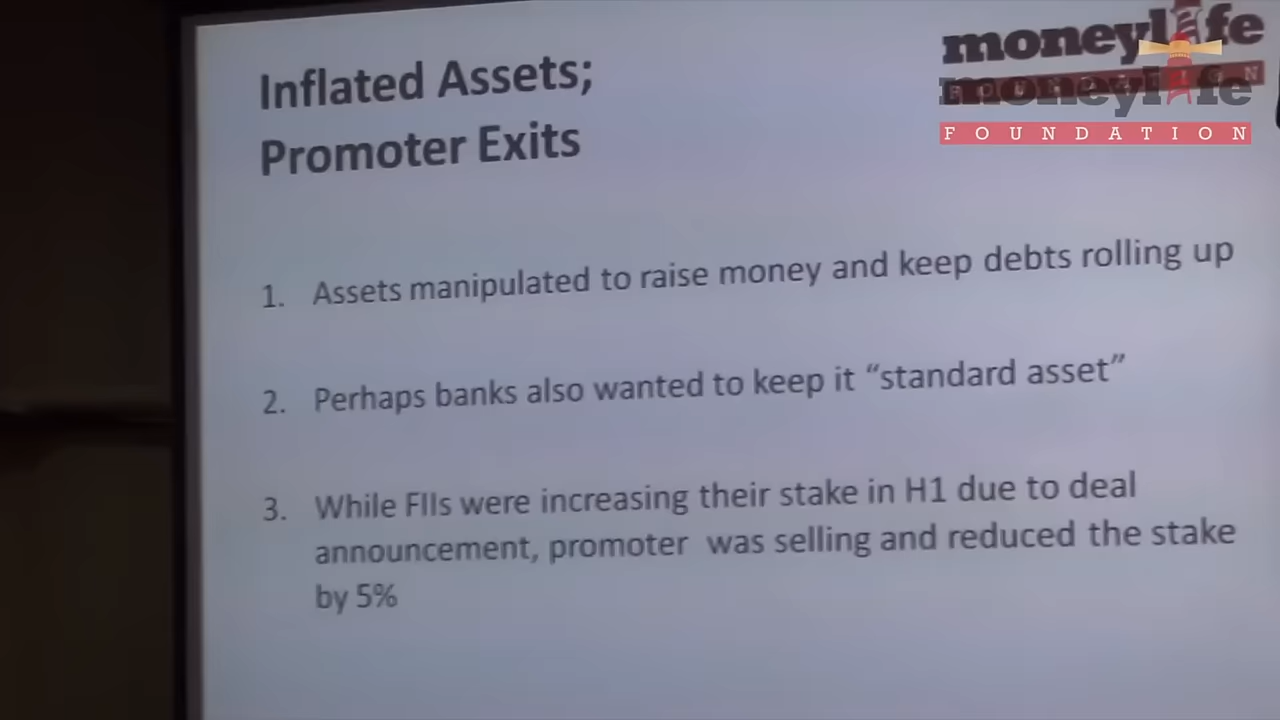 moneylife
FOUNDATION
moneylife
FOUNDATION
Inflated Assets;
Promoter Exits
1. Assets manipulated to raise money and keep debts rolling up
2. Perhaps banks also wanted to keep it “standard asset”
3. While FIIs were increasing their stake in H1 due to deal
announcement, promoter was selling and reduced the stake
by 5%